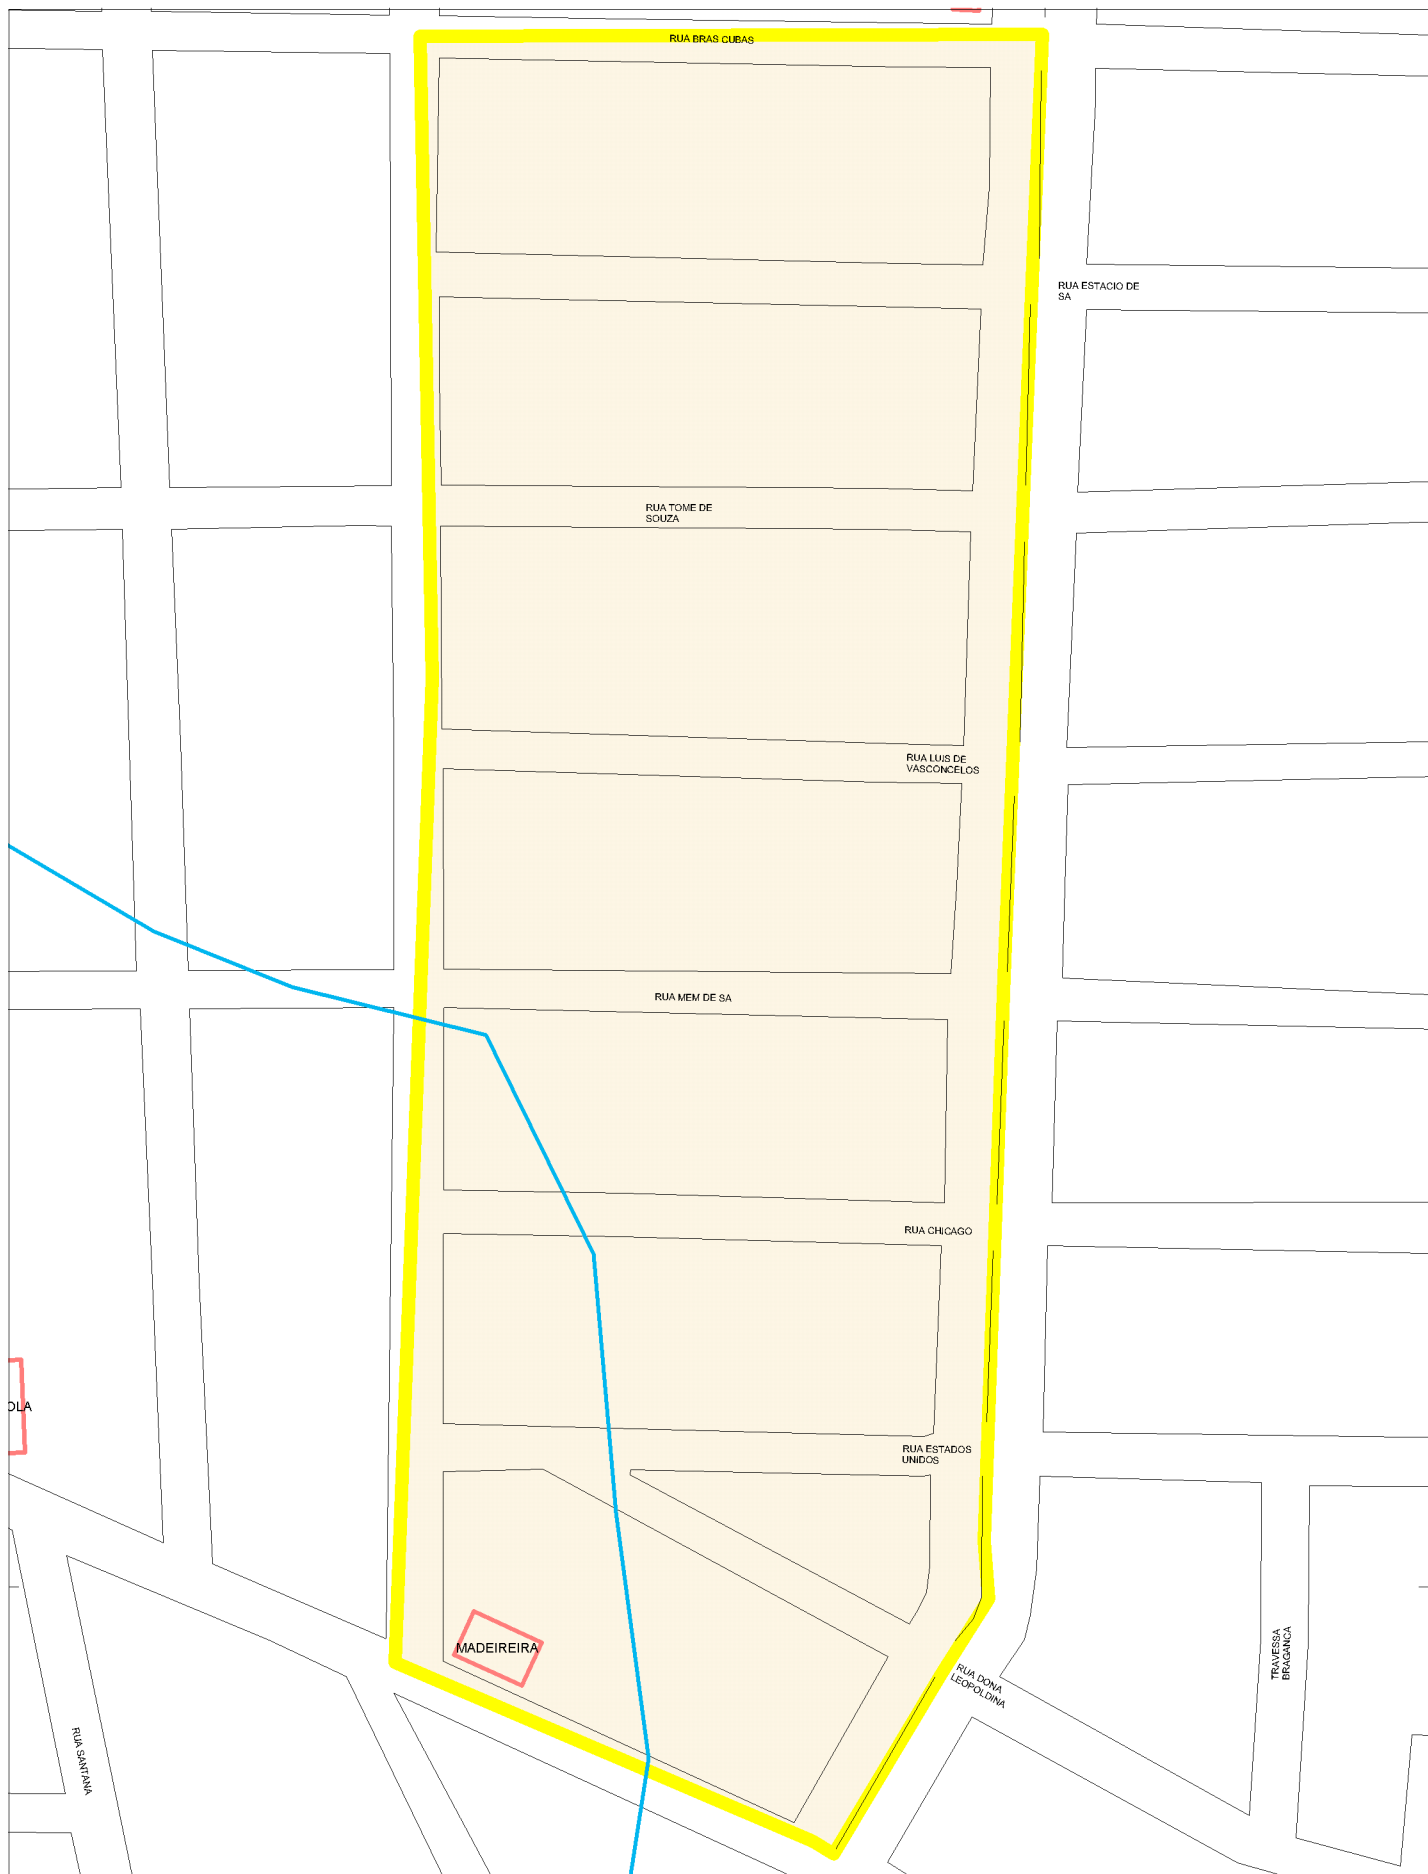 RUA BRAS CUBAS
RUA ESTACIO DE
SA
RUA TOME DE
SOUZA
RUA LUIS DE
VASCONCELOS
RUA MEM DE SA
RUA CHICAGO
OLA
RUA ESTADOS
UNIDOS
MADEIREIRA
RUA DONA
LEOPOLDINA
TRAVESSA
BRAGANCA
RUA SANTANA